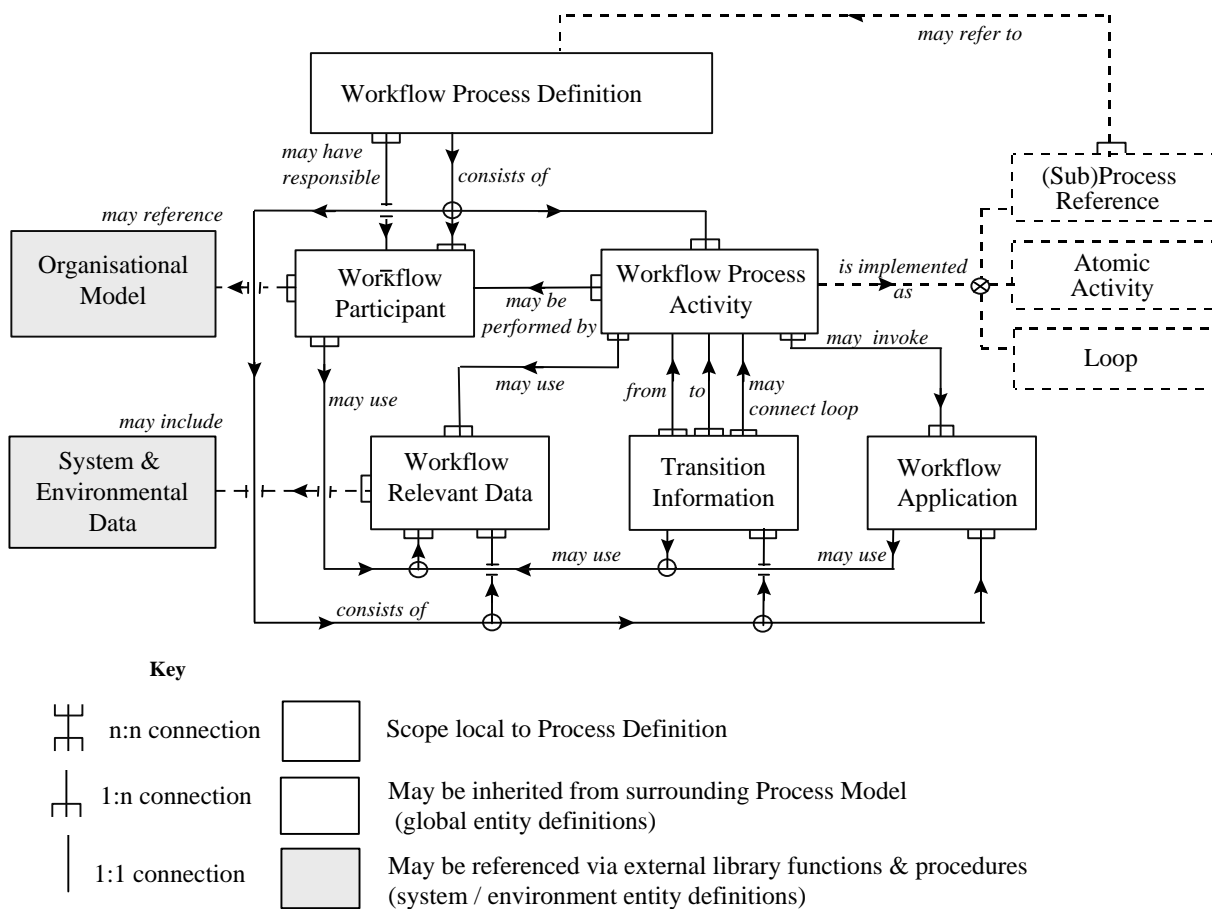 may refer to
Workflow Process Definition
may have
responsible
consists of
(Sub)Process
Reference
may reference
Organisational
Model
Workflow
Participant
Workflow Process
Activity
is implemented
as
Atomic
Activity
may be
performed by
may invoke
Loop
may use
may use
from
to
may
connect loop
may include
System &
Environmental
Data
Workflow
Relevant Data
Transition
Information
Workflow
Application
may use
may use
consists of
Key
n:n connection
Scope local to Process Definition
1:n connection
May be inherited from surrounding Process Model
(global entity definitions)
1:1 connection
May be referenced via external library functions & procedures
(system / environment entity definitions)